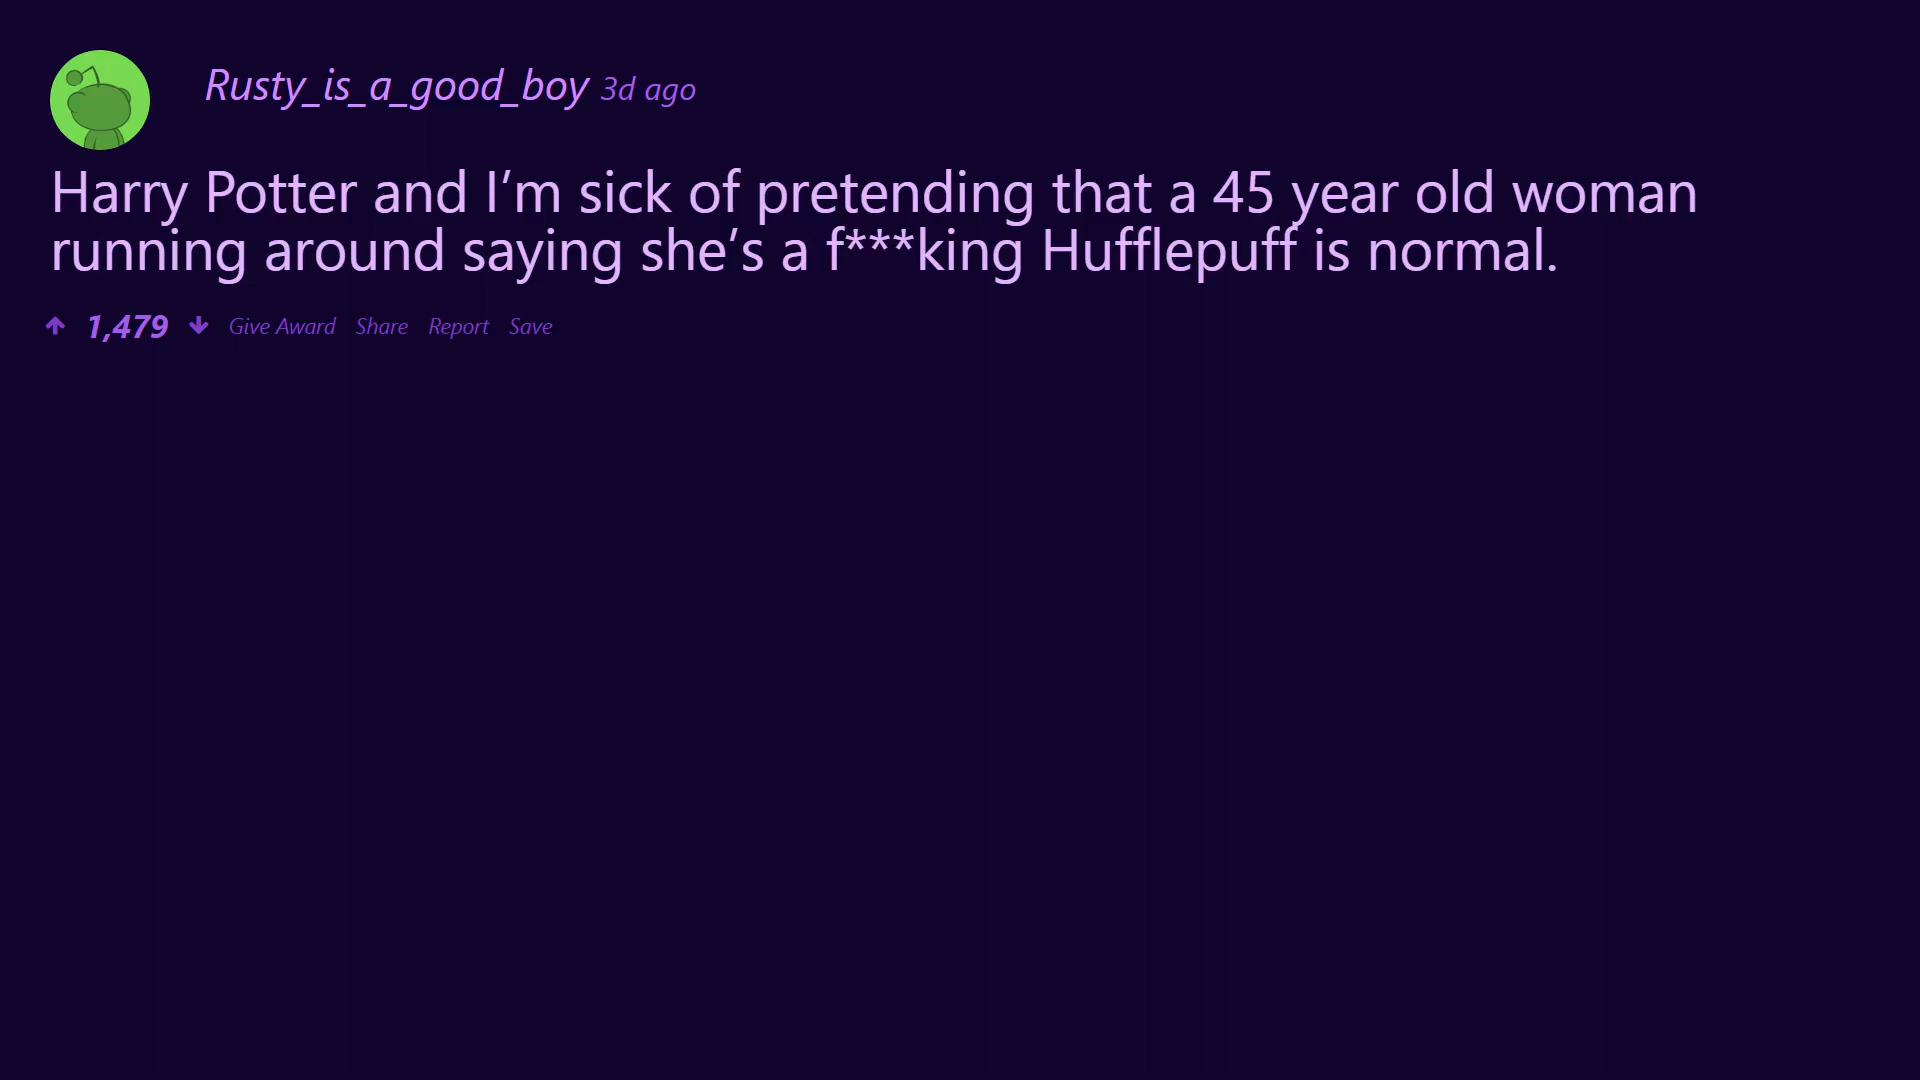 Rusty_is_a_good_boy 3d ago
Harry Potter and I’m sick of pretending that a 45 year old woman
running around saying she’s a f***king Hufflepuff is normal.
1,479 Give Award Share Report Save